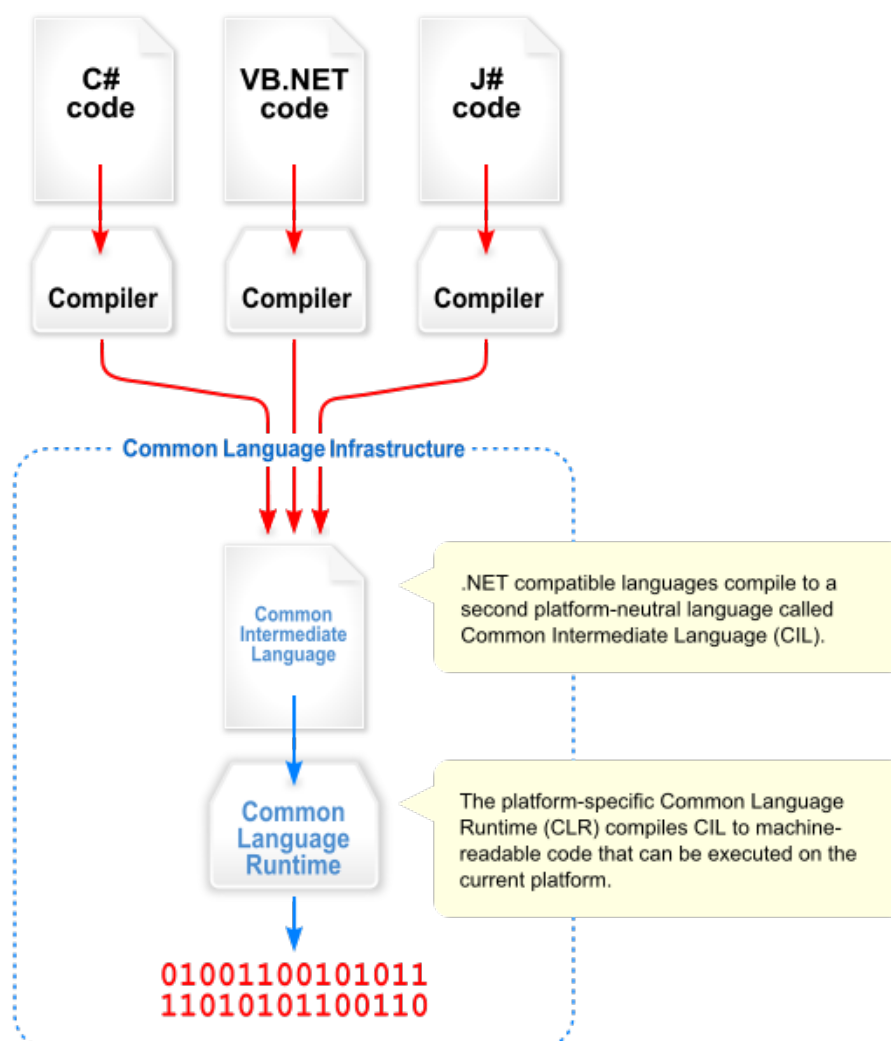 C#
code
VB.NET
code
J#
code
Compiler
Compiler
Compiler
Common Language Infrastructure
Common
Intermediate
Language
.NET compatible languages compile to a
second platform-neutral language called
Common Intermediate Language (CIL).
Common
Language
Runtime
The platform-specific Common Language
Runtime (CLR) compiles CIL to machine-
readable code that can be executed on the
current platform.
01001100101011
11010101100110